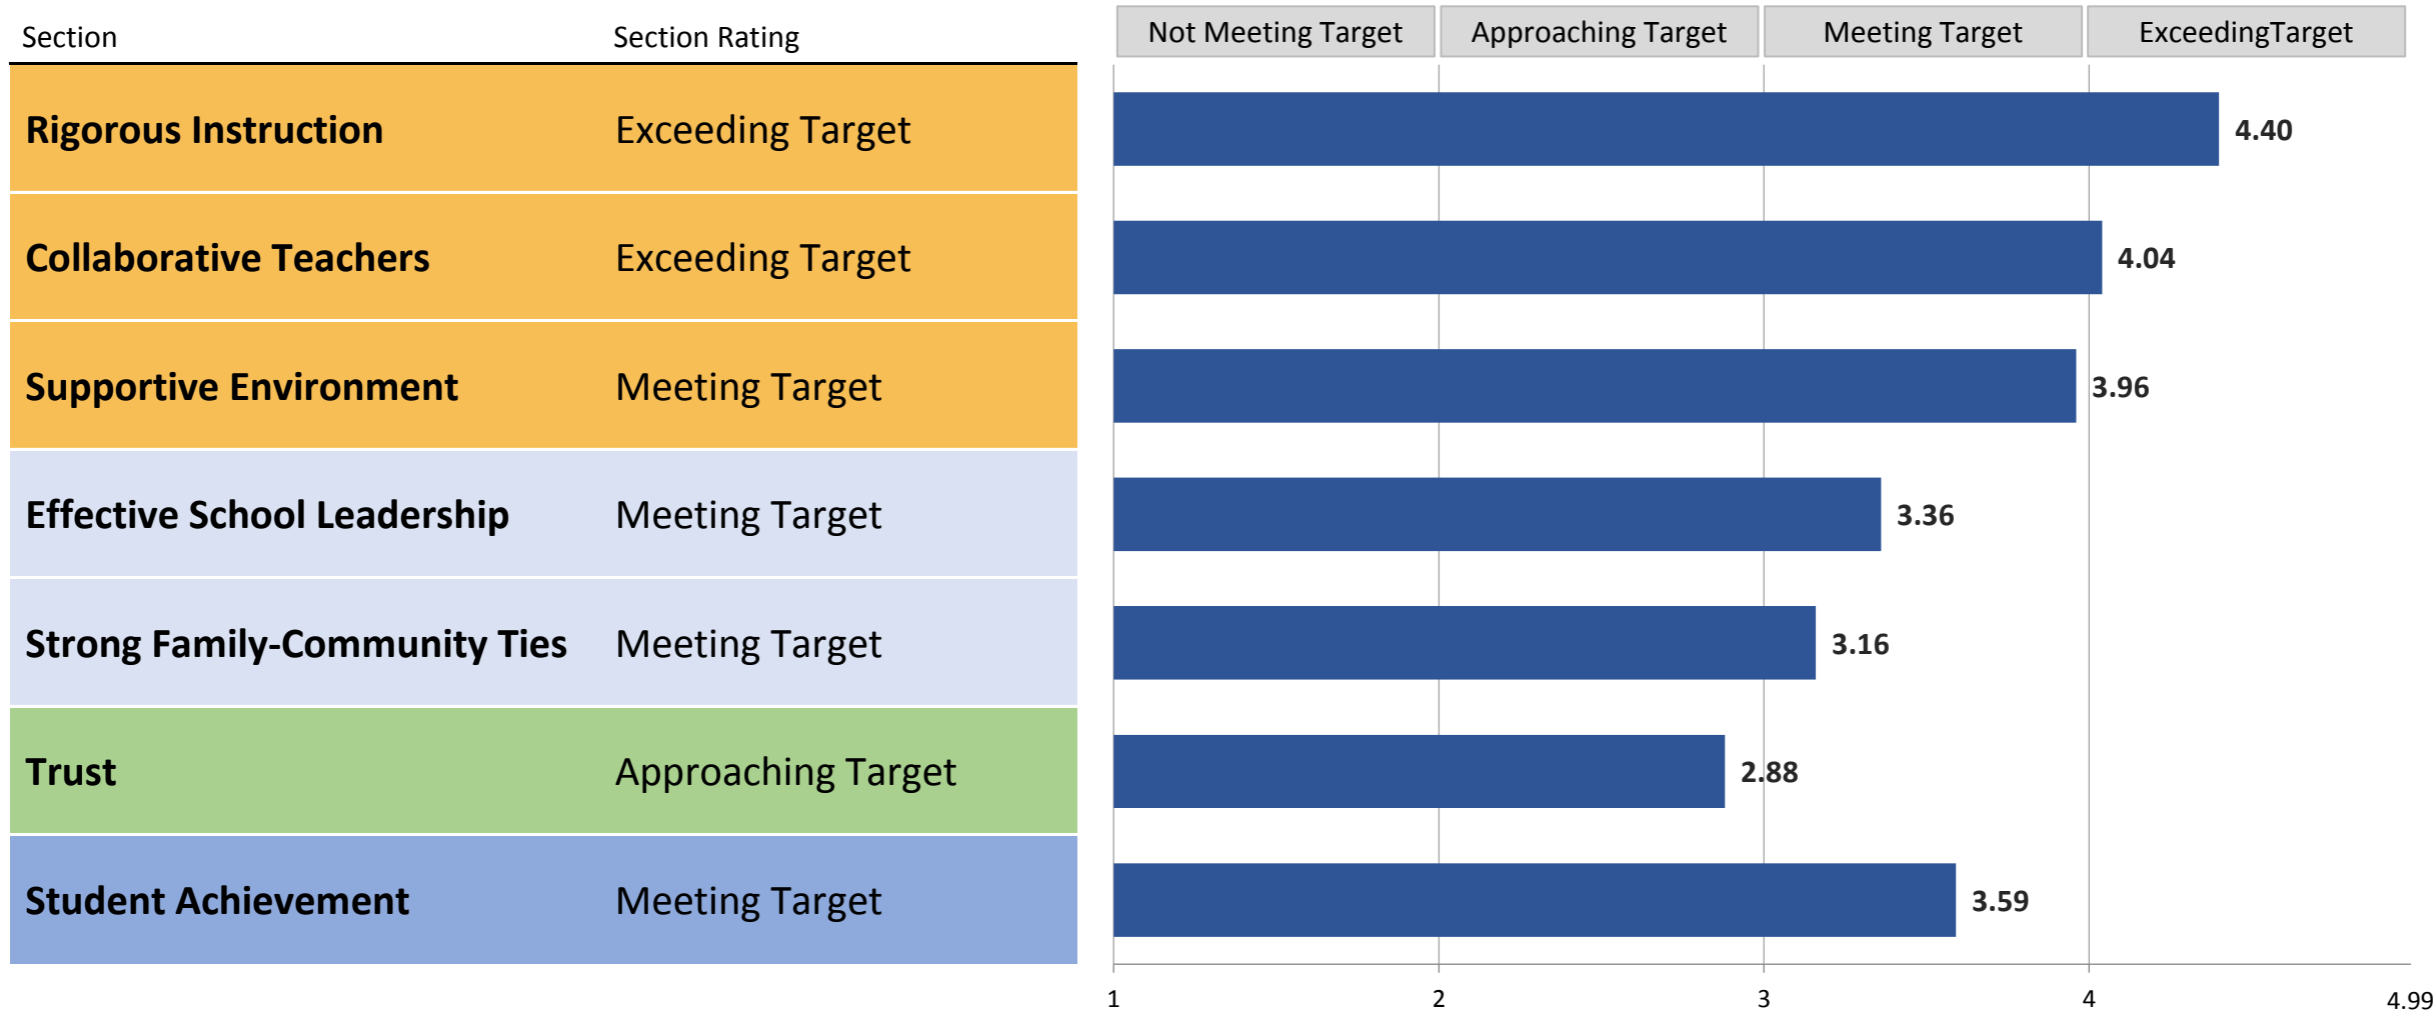 Section Section Rating Not Meeting Target Approaching Target Meeting Target ExceedingTarget
Rigorous Instruction Exceeding Target 4.40
Collaborative Teachers Exceeding Target 4.04
Supportive Environment Meeting Target 3.96
Effective School Leadership Meeting Target 3.36
Strong Family-Community Ties Meeting Target 3.16
Trust Approaching Target 2.88
Student Achievement Meeting Target 3.59
1 2 3 4 4.99